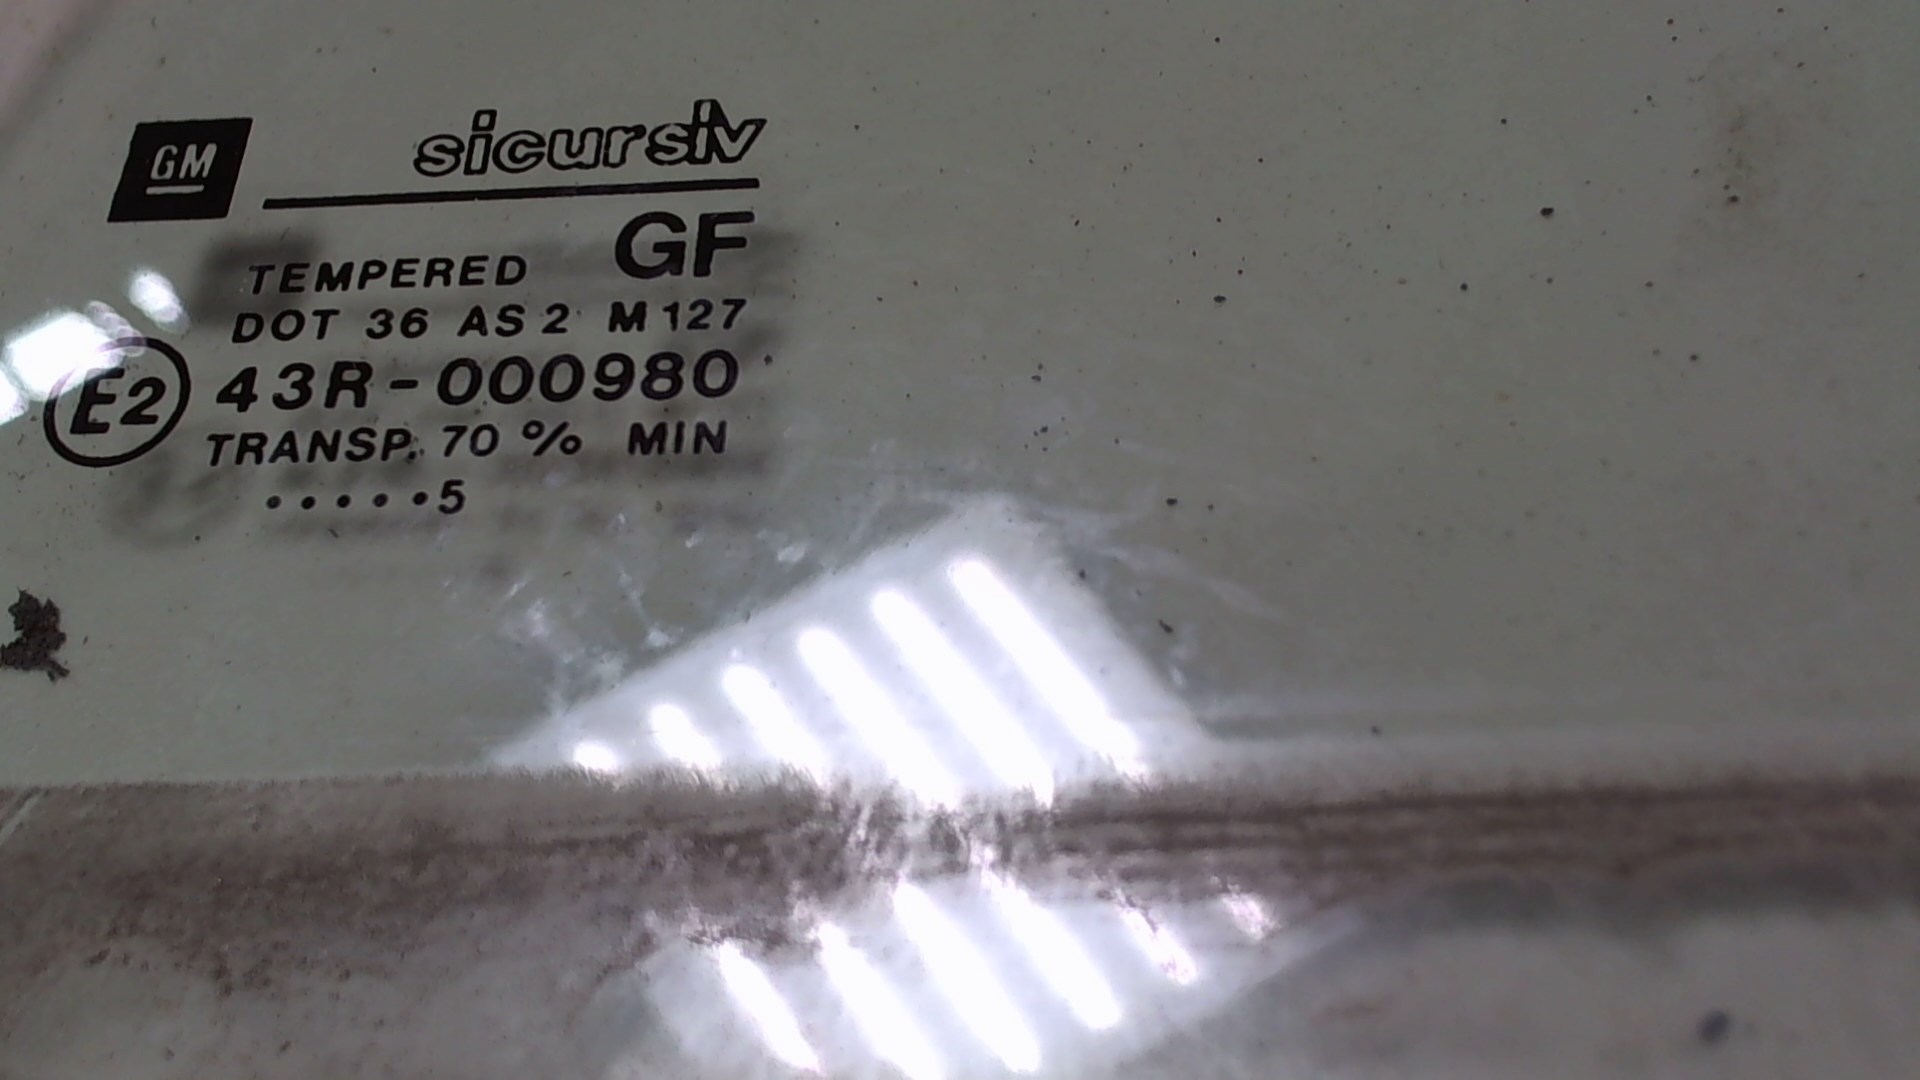 GM sicursiv
TEMPERED GF
DOT 36 AS 2 M 127
E2 43R-000980
TRANSP. 70 % MIN
•••••5